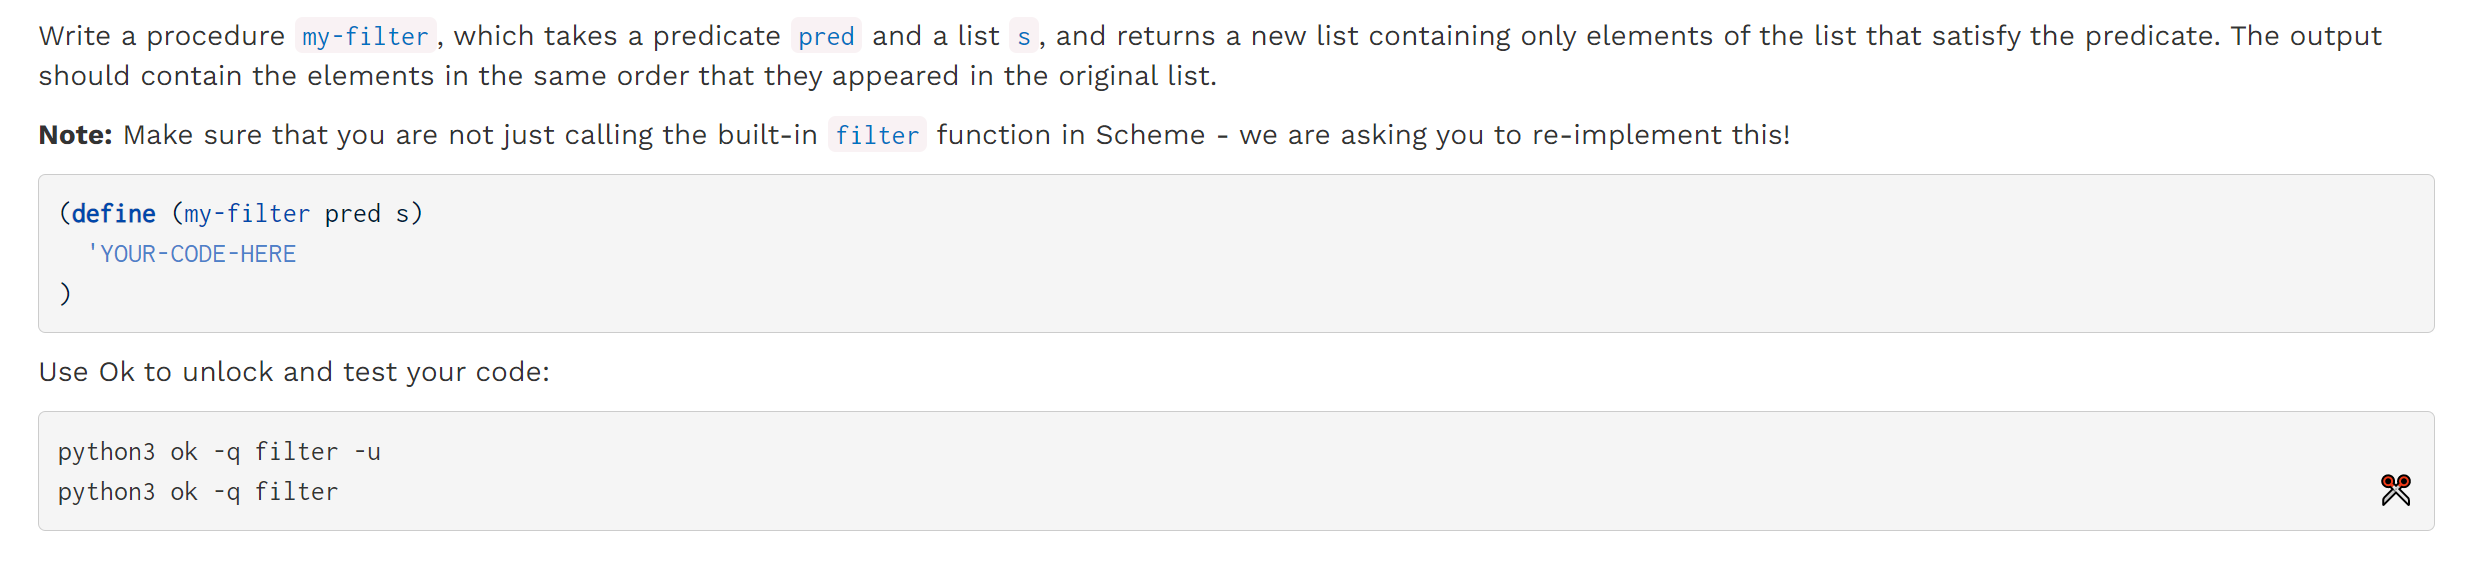 Write a procedure my-filter, which takes a predicate pred and a list s, and returns a new list containing only elements of the list that satisfy the predicate. The output
should contain the elements in the same order that they appeared in the original list.
Note: Make sure that you are not just calling the built-in filter function in Scheme - we are asking you to re-implement this!
(define (my-filter pred s)
  'YOUR-CODE-HERE
)
Use Ok to unlock and test your code:
python3 ok -q filter -u
python3 ok -q filter